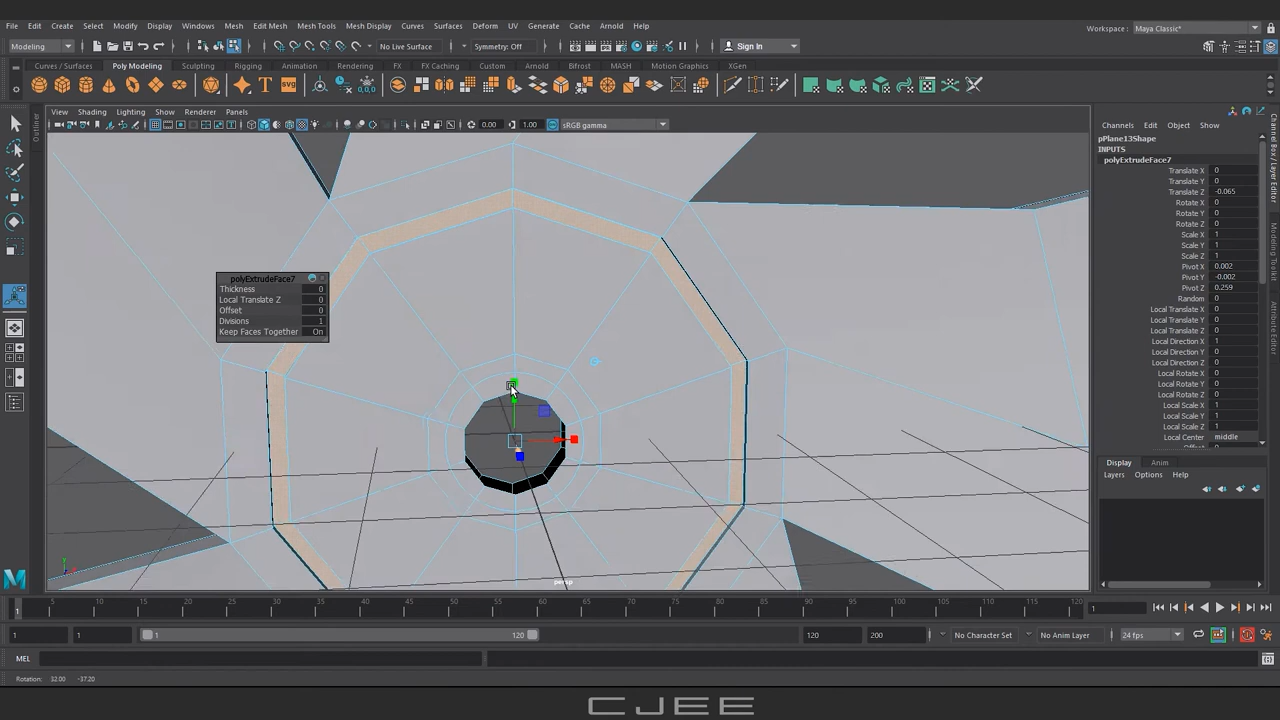 File Edit Create Select Modify Display Windows Mesh Edit Mesh Mesh Tools Mesh Display Curves Surfaces Deform UV Generate Cache Arnold Help
Workspace: Maya Classic*
Modeling No Live Surface Symmetry: Off Sign In
Curves / Surfaces Poly Modeling Sculpting Rigging Animation Rendering FX FX Caching Custom Arnold Bifrost MASH Motion Graphics XGen
View Shading Lighting Show Renderer Panels
0.00 1.00 sRGB gamma
Outliner
polyExtrudeFace7
Thickness 0
Local Translate Z 0
Offset 0
Divisions 1
Keep Faces Together On
persp
Channels Edit Object Show
pPlane13Shape
INPUTS
polyExtrudeFace7
Translate X 0
Translate Y 0
Translate Z -0.065
Rotate X 0
Rotate Y 0
Rotate Z 0
Scale X 1
Scale Y 1
Scale Z 1
Pivot X 0.002
Pivot Y -0.002
Pivot Z 0.259
Random 0
Local Translate X 0
Local Translate Y 0
Local Translate Z 0
Local Direction X 1
Local Direction Y 0
Local Direction Z 0
Local Rotate X 0
Local Rotate Y 0
Local Rotate Z 0
Local Scale X 1
Local Scale Y 1
Local Scale Z 1
Local Center middle
Channel Box / Layer Editor
Modeling Toolkit
Attribute Editor
Display Anim
Layers Options Help
5 10 15 20 25 30 35 40 45 50 55 60 65 70 75 80 85 90 95 100 105 110 115 120
1
1
1 1 1 120 120 200 No Character Set No Anim Layer 24 fps
MEL
Rotation: 32.00 -37.20
CJEE